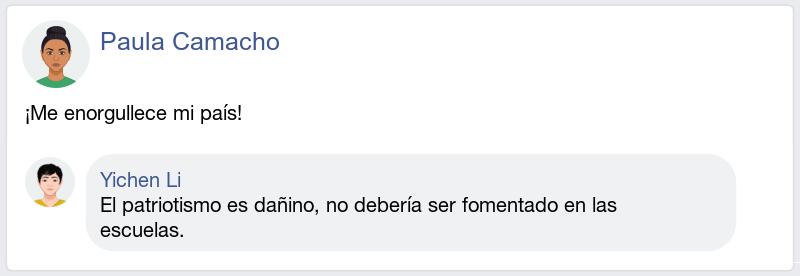 Paula Camacho
¡Me enorgullece mi país!
Yichen Li
El patriotismo es dañino, no debería ser fomentado en las
escuelas.